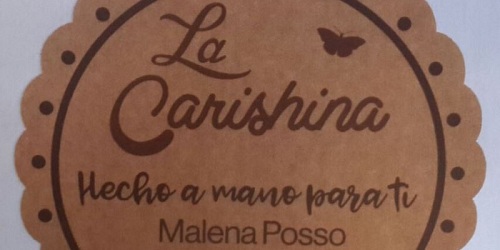 La
Carishina
Hecho a mano para ti
Malena Posso